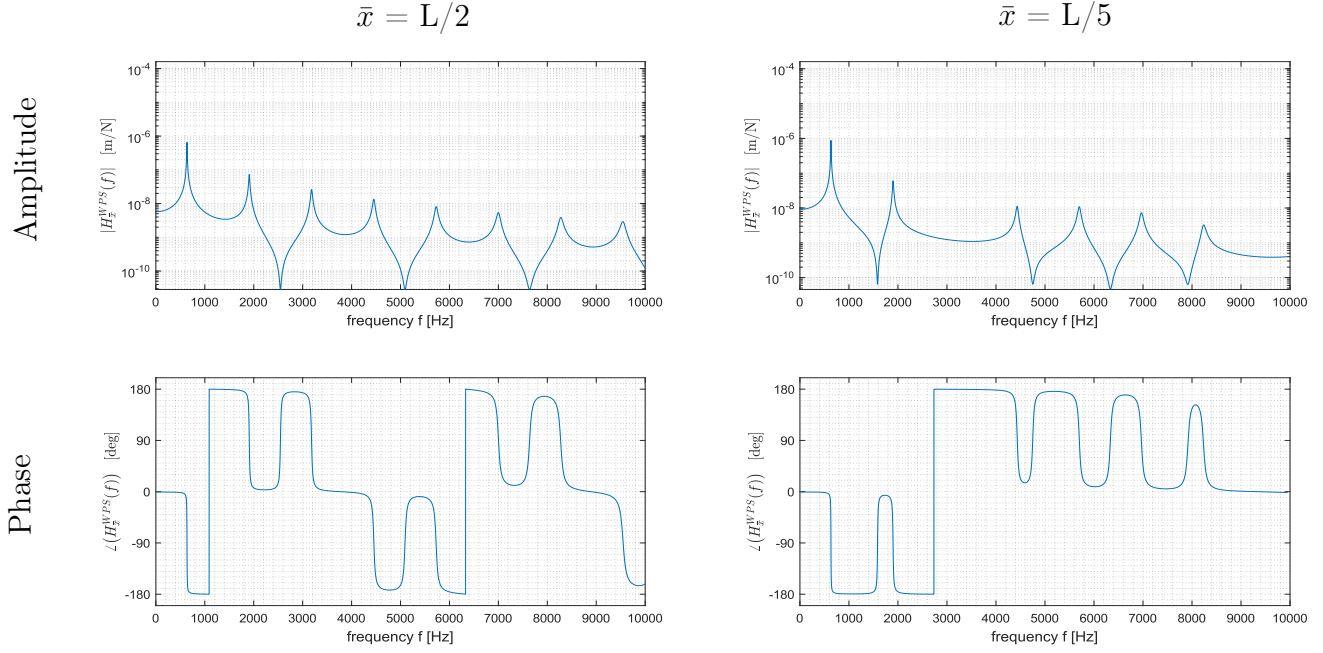 x̄ = L/2
x̄ = L/5
Amplitude
|H_x̄^{WPS}(f)| [m/N]
10^{-4}
10^{-6}
10^{-8}
10^{-10}
0 1000 2000 3000 4000 5000 6000 7000 8000 9000 10000
frequency f [Hz]
|H_x̄^{WPS}(f)| [m/N]
10^{-4}
10^{-6}
10^{-8}
10^{-10}
0 1000 2000 3000 4000 5000 6000 7000 8000 9000 10000
frequency f [Hz]
Phase
∠(H_x̄^{WPS}(f)) [deg]
180
90
0
-90
-180
0 1000 2000 3000 4000 5000 6000 7000 8000 9000 10000
frequency f [Hz]
∠(H_x̄^{WPS}(f)) [deg]
180
90
0
-90
-180
0 1000 2000 3000 4000 5000 6000 7000 8000 9000 10000
frequency f [Hz]